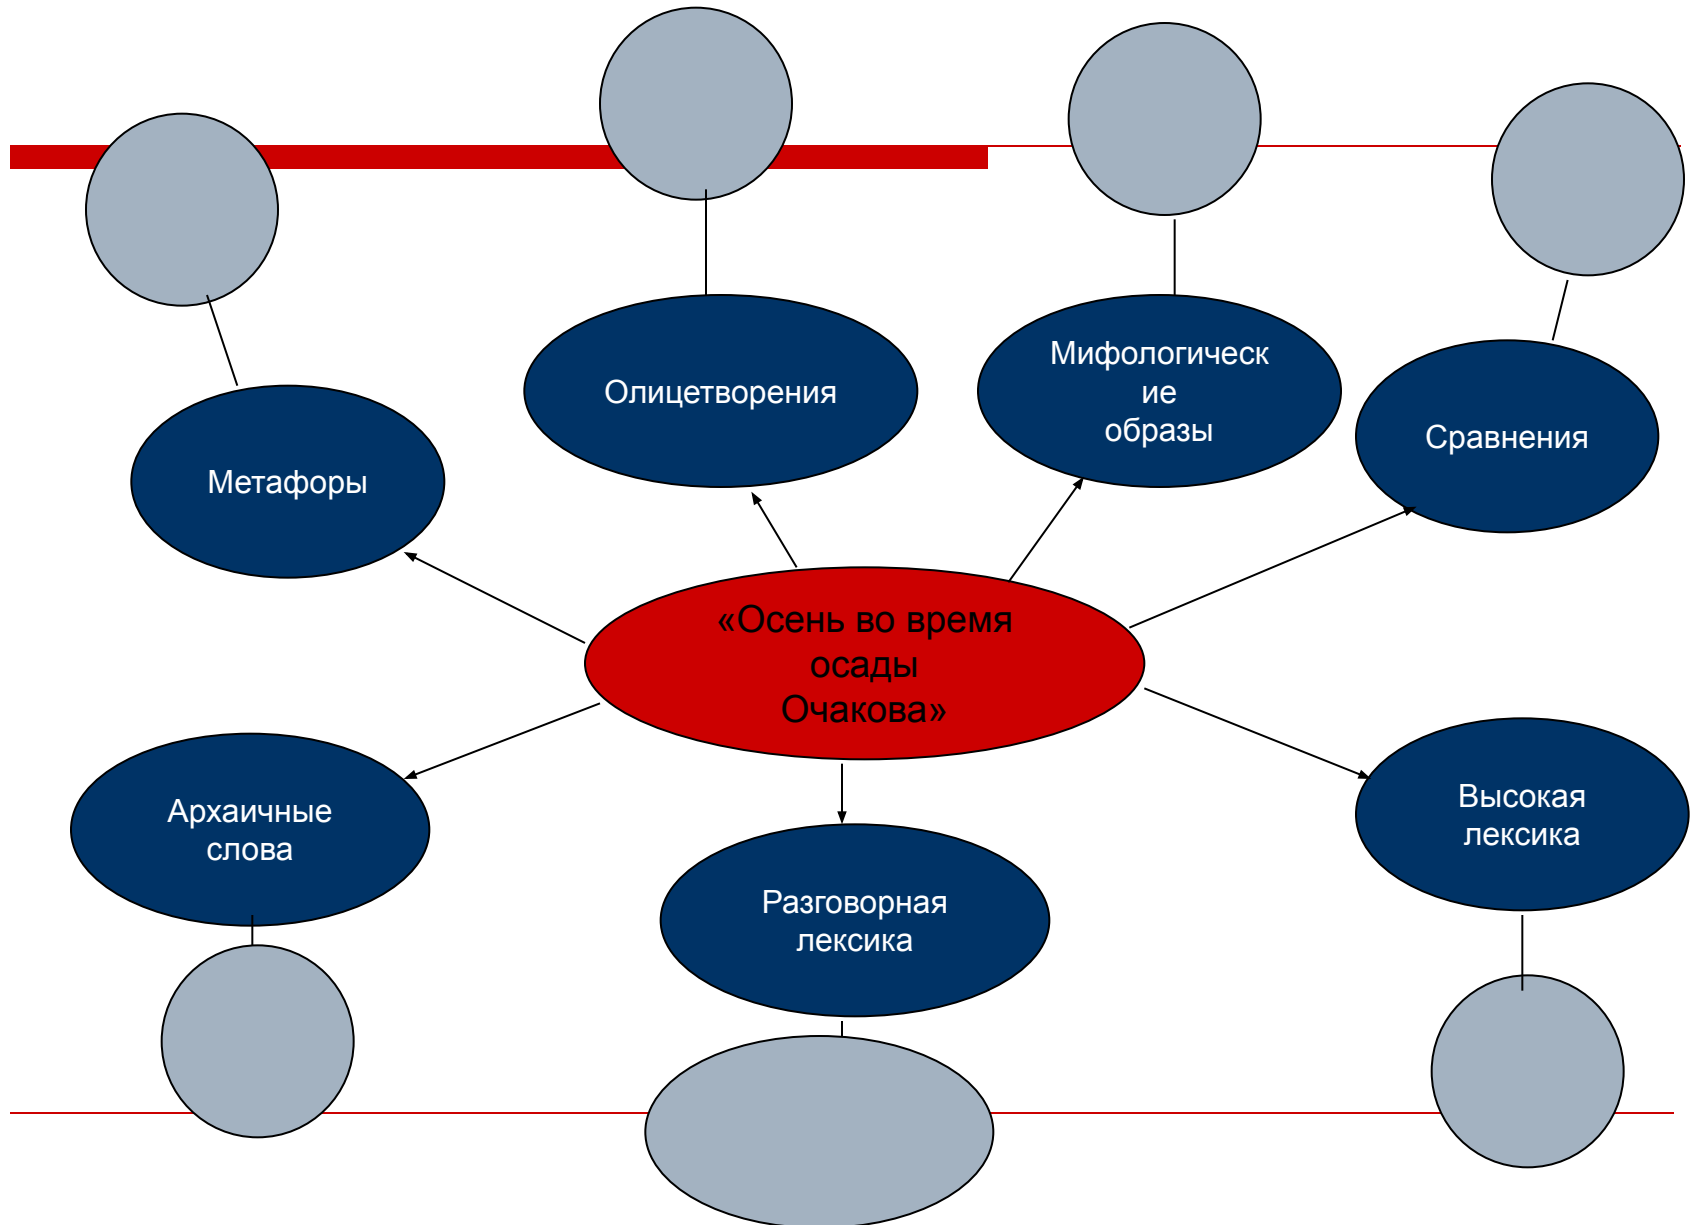 Мифологическ
ие
образы
Олицетворения
Сравнения
Метафоры
«Осень во время
осады
Очакова»
Архаичные
слова
Высокая
лексика
Разговорная
лексика